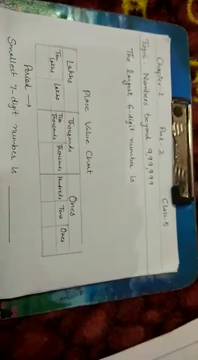 Part 2
Chapter-1 Class-5
Topic:- Numbers beyond 999999
The largest 6-digit number is
Place Value Chart
Lakhs Thousands Ones
Ten Lakhs Lakhs Ten Thousands Thousands Hundreds Tens Ones
Period →
Smallest 7-digit number is